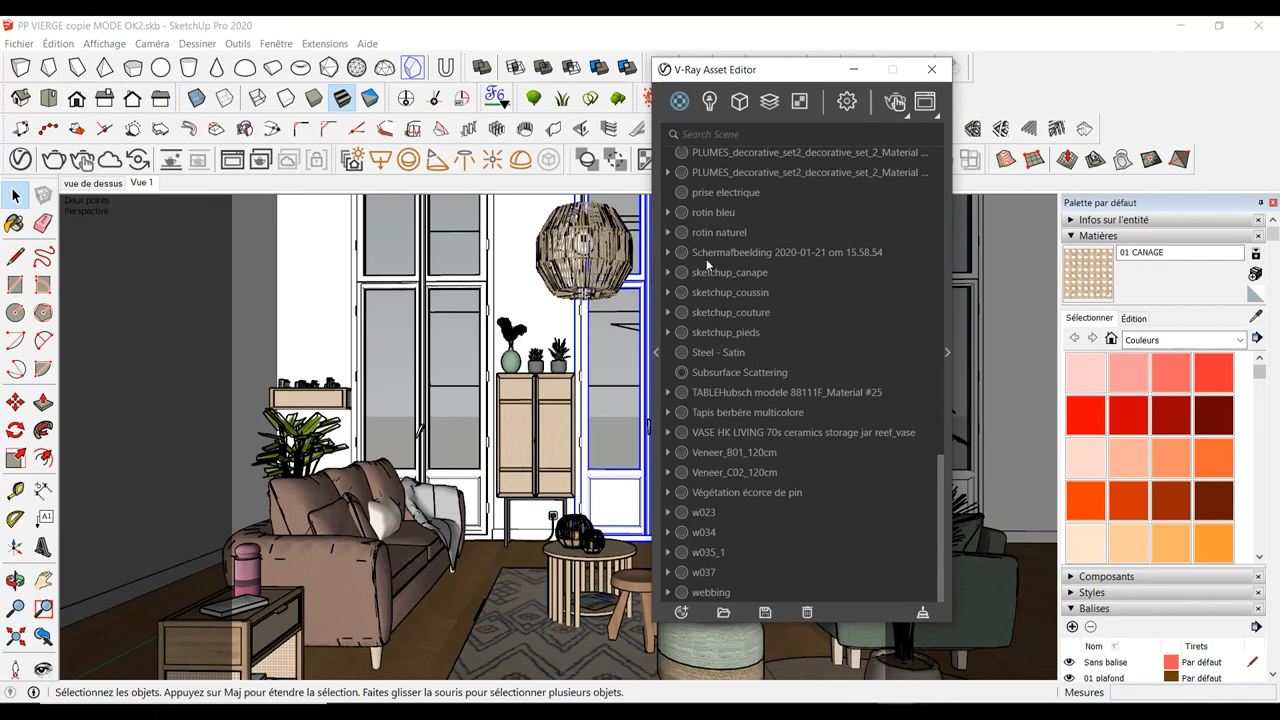 PP VIERGE copie MODE OK2.skb - SketchUp Pro 2020
Fichier Édition Affichage Caméra Dessiner Outils Fenêtre Extensions Aide
vue de dessus Vue 1
Deux points
Perspective
V-Ray Asset Editor
Search Scene
PLUMES_decorative_set2_decorative_set_2_Material ...
PLUMES_decorative_set2_decorative_set_2_Material ...
prise electrique
rotin bleu
rotin naturel
Schermafbeelding 2020-01-21 om 15.58.54
sketchup_canape
sketchup_coussin
sketchup_couture
sketchup_pieds
Steel - Satin
Subsurface Scattering
TABLEHubsch modele 88111F_Material #25
Tapis berbère multicolore
VASE HK LIVING 70s ceramics storage jar reef_vase
Veneer_B01_120cm
Veneer_C02_120cm
Végétation écorce de pin
w023
w034
w035_1
w037
webbing
Palette par défaut
Infos sur l'entité
Matières
01 CANAGE
Sélectionner Édition
Couleurs
Composants
Styles
Balises
Nom Tirets
Sans balise Par défaut
01 plafond Par défaut
Sélectionnez les objets. Appuyez sur Maj pour étendre la sélection. Faites glisser la souris pour sélectionner plusieurs objets.
Mesures